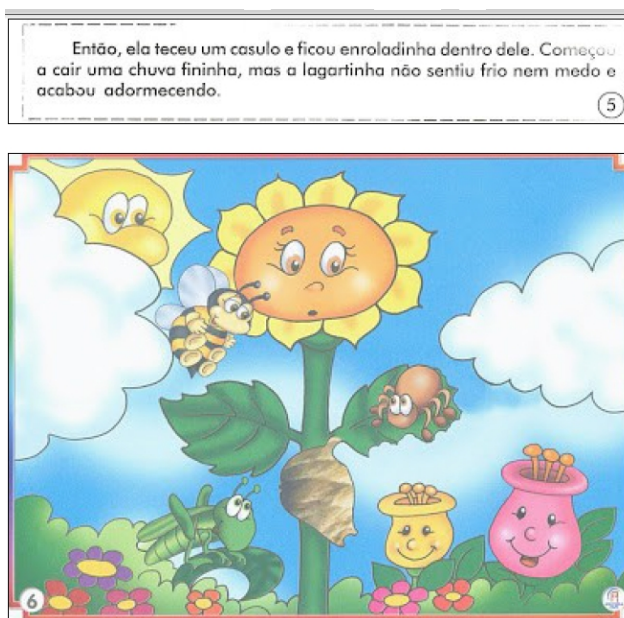 Então, ela teceu um casulo e ficou enroladinha dentro dele. Começou
a cair uma chuva fininha, mas a lagartinha não sentiu frio nem medo e
acabou adormecendo.
5
6